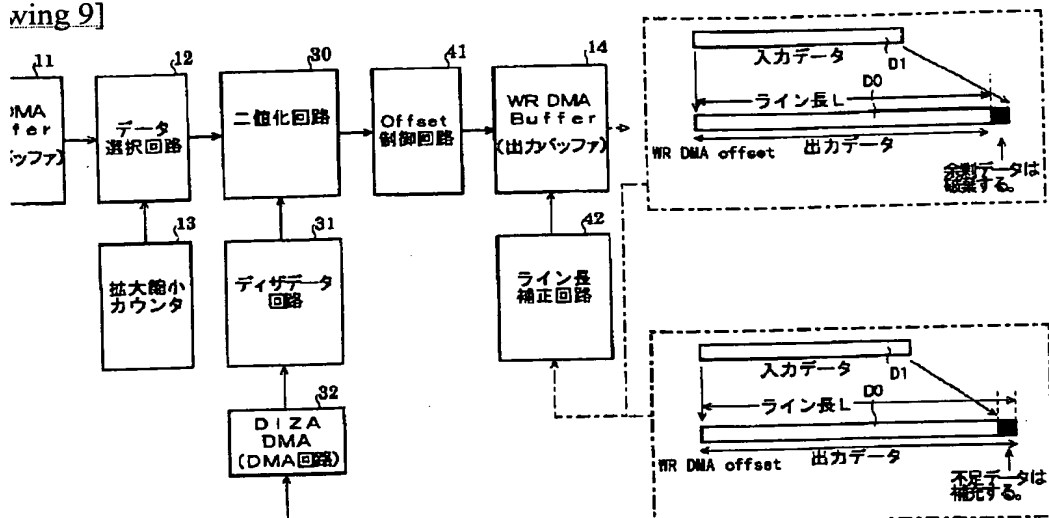 wing 9]
11
DMA
ffer
バッファ)
12
データ
選択回路
30
二値化回路
41
Offset
制御回路
14
WR DMA
Buffer
(出力バッファ)
13
拡大縮小
カウンタ
31
ディザデータ
回路
42
ライン長
補正回路
32
DIZA
DMA
(DMA回路)
入力データ
D1
D0
ライン長L
WR DMA offset
出力データ
余剰データは
破棄する。
入力データ
D1
D0
ライン長L
WR DMA offset
出力データ
不足データは
補充する。